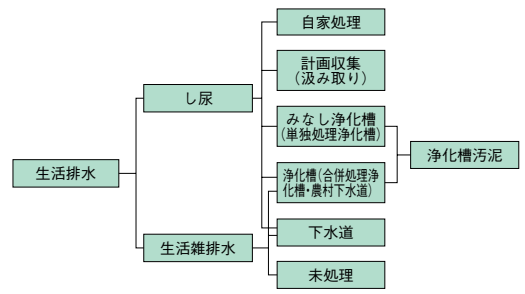 自家処理
計画収集
(汲み取り)
し尿
みなし浄化槽
(単独処理浄化槽)
浄化槽汚泥
生活排水
浄化槽(合併処理浄
化槽・農村下水道)
下水道
生活雑排水
未処理